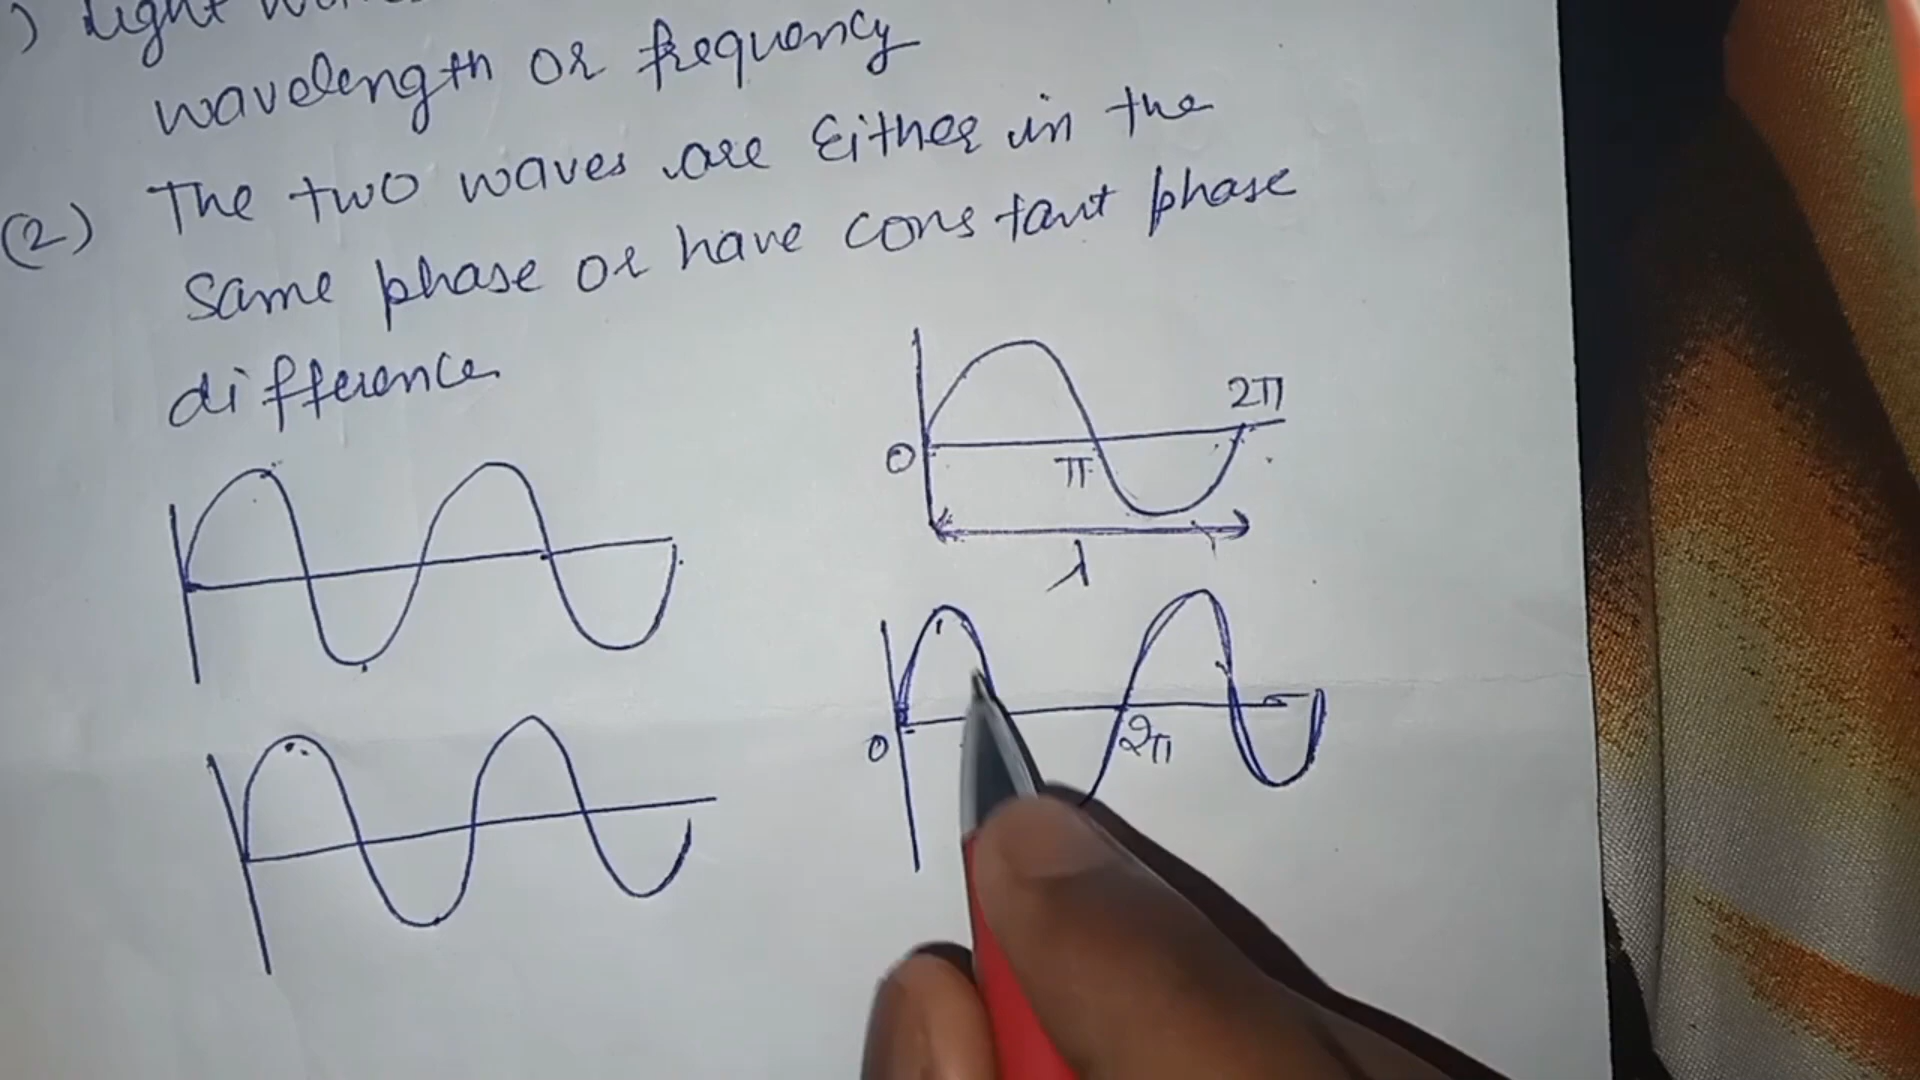 ) Light
wavelength or frequency
(2) The two waves are Either in the
same phase or have constant phase
difference
2π
0
π
λ
0
2π